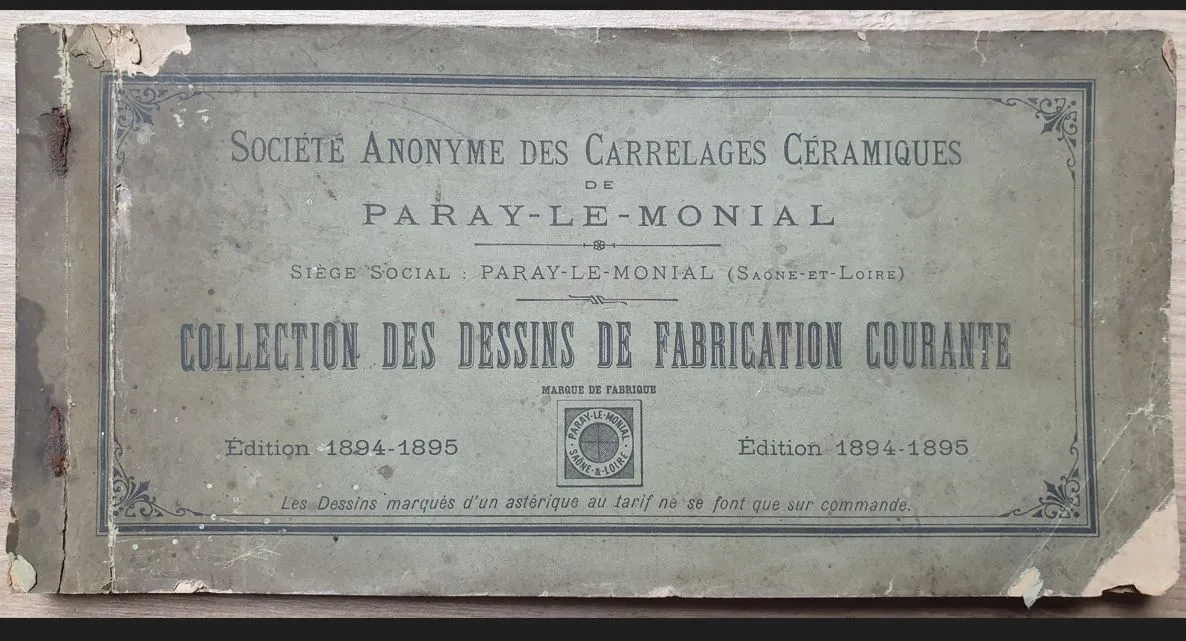 Société Anonyme des Carrelages Céramiques
DE
PARAY-LE-MONIAL
Siège Social : PARAY-LE-MONIAL (Saône-et-Loire)
COLLECTION DES DESSINS DE FABRICATION COURANTE
MARQUE DE FABRIQUE
PARAY-LE-MONIAL
SAÔNE-&-LOIRE
Édition 1894-1895 Édition 1894-1895
Les Dessins marqués d'un astérique au tarif ne se font que sur commande.